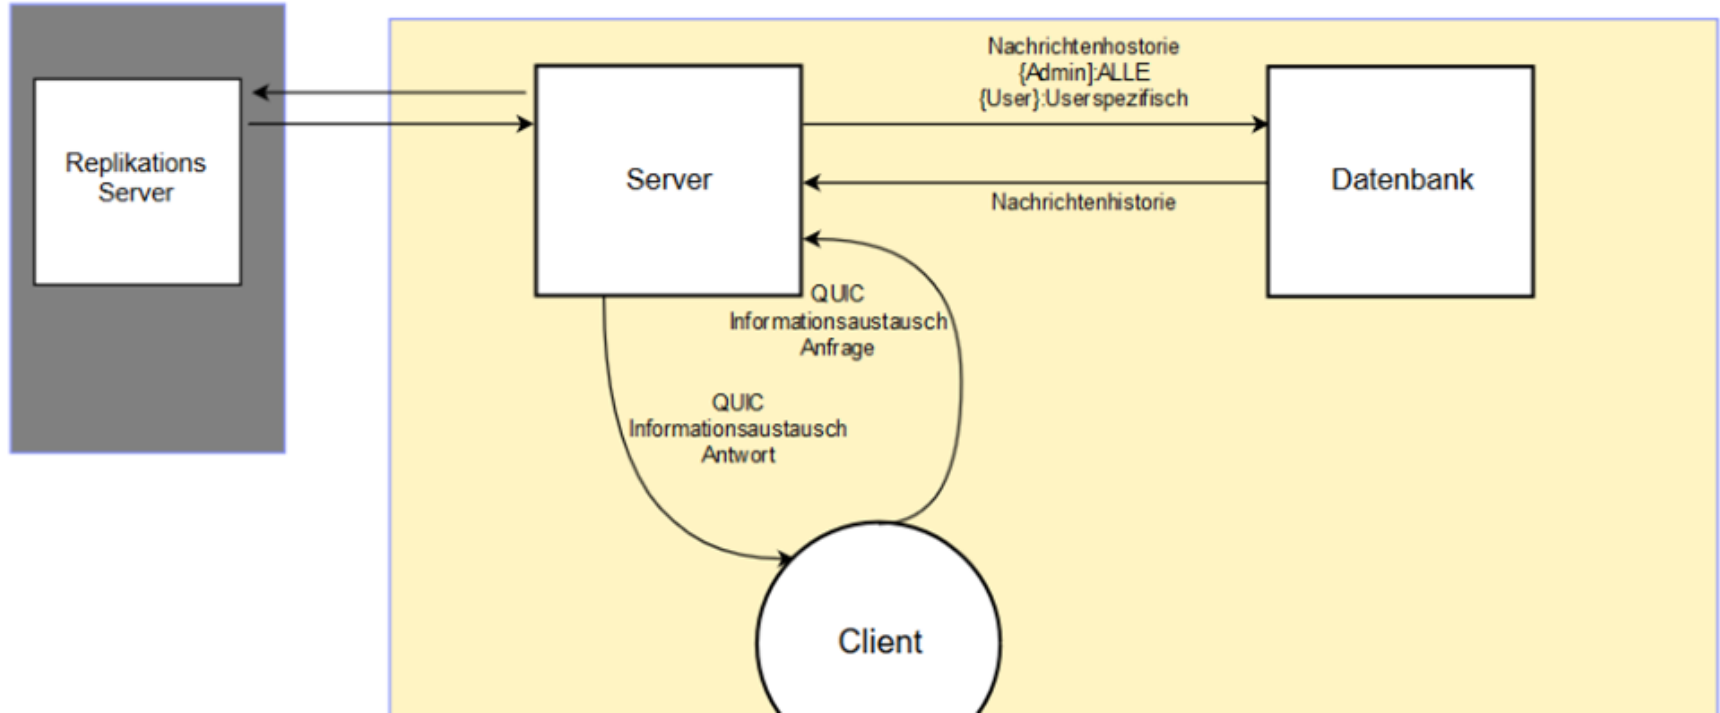 Nachrichtenhostorie
{Admin]:ALLE
{User}:Userspezifisch
Replikations
Server
Server
Datenbank
Nachrichtenhistorie
QUIC
Informationsaustausch
Anfrage
QUIC
Informationsaustausch
Antwort
Client